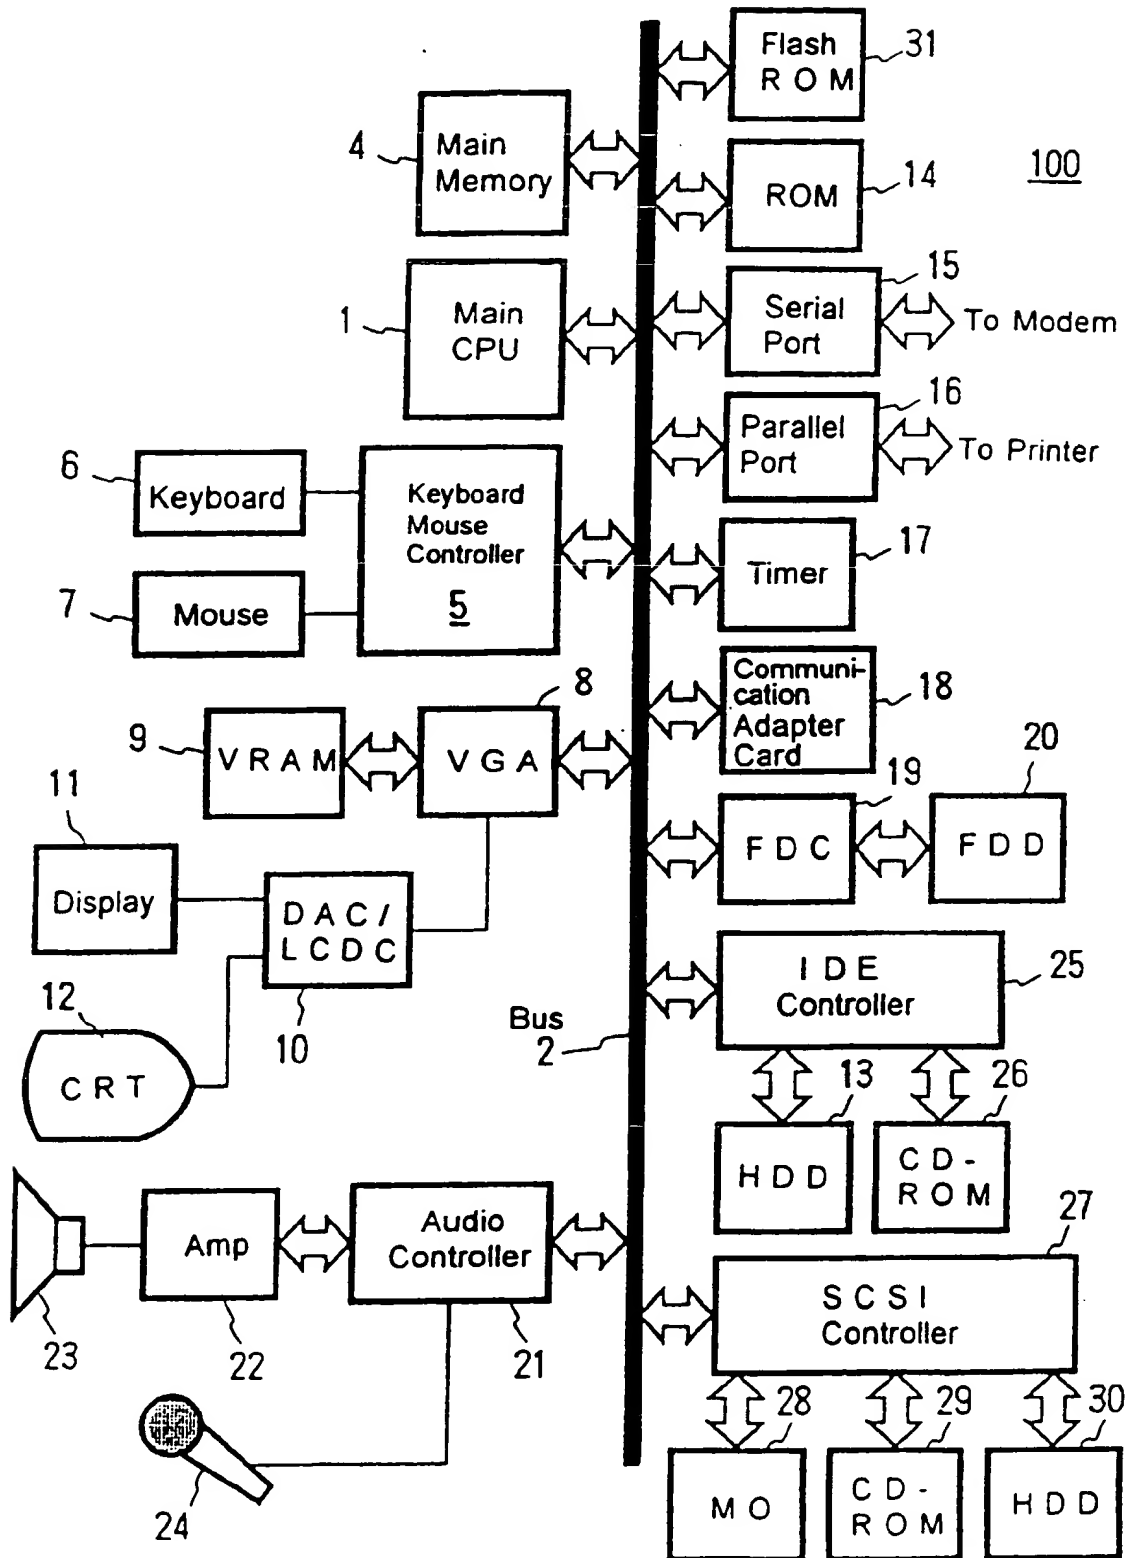 Flash
ROM
31
4
Main
Memory
ROM
14
100
1
Main
CPU
15
Serial
Port
To Modem
16
Parallel
Port
To Printer
6
Keyboard
Keyboard
Mouse
Controller
5
7
Mouse
17
Timer
Communi-
cation
Adapter
Card
18
8
9
VRAM
VGA
19
20
FDC
FDD
11
Display
DAC/
LCDC
10
12
CRT
Bus
2
IDE
Controller
25
13
26
HDD
CD-
ROM
Amp
Audio
Controller
23
22
21
27
SCSI
Controller
24
28
29
30
MO
CD-
ROM
HDD